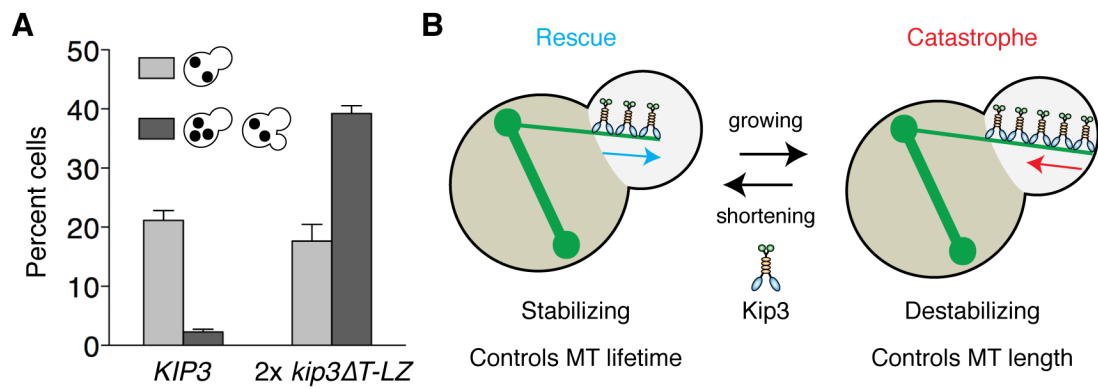 A
Percent cells
50
40
30
20
10
0
KIP3
2x kip3ΔT-LZ
B
Rescue
Catastrophe
growing
shortening
Kip3
Stabilizing
Destabilizing
Controls MT lifetime
Controls MT length